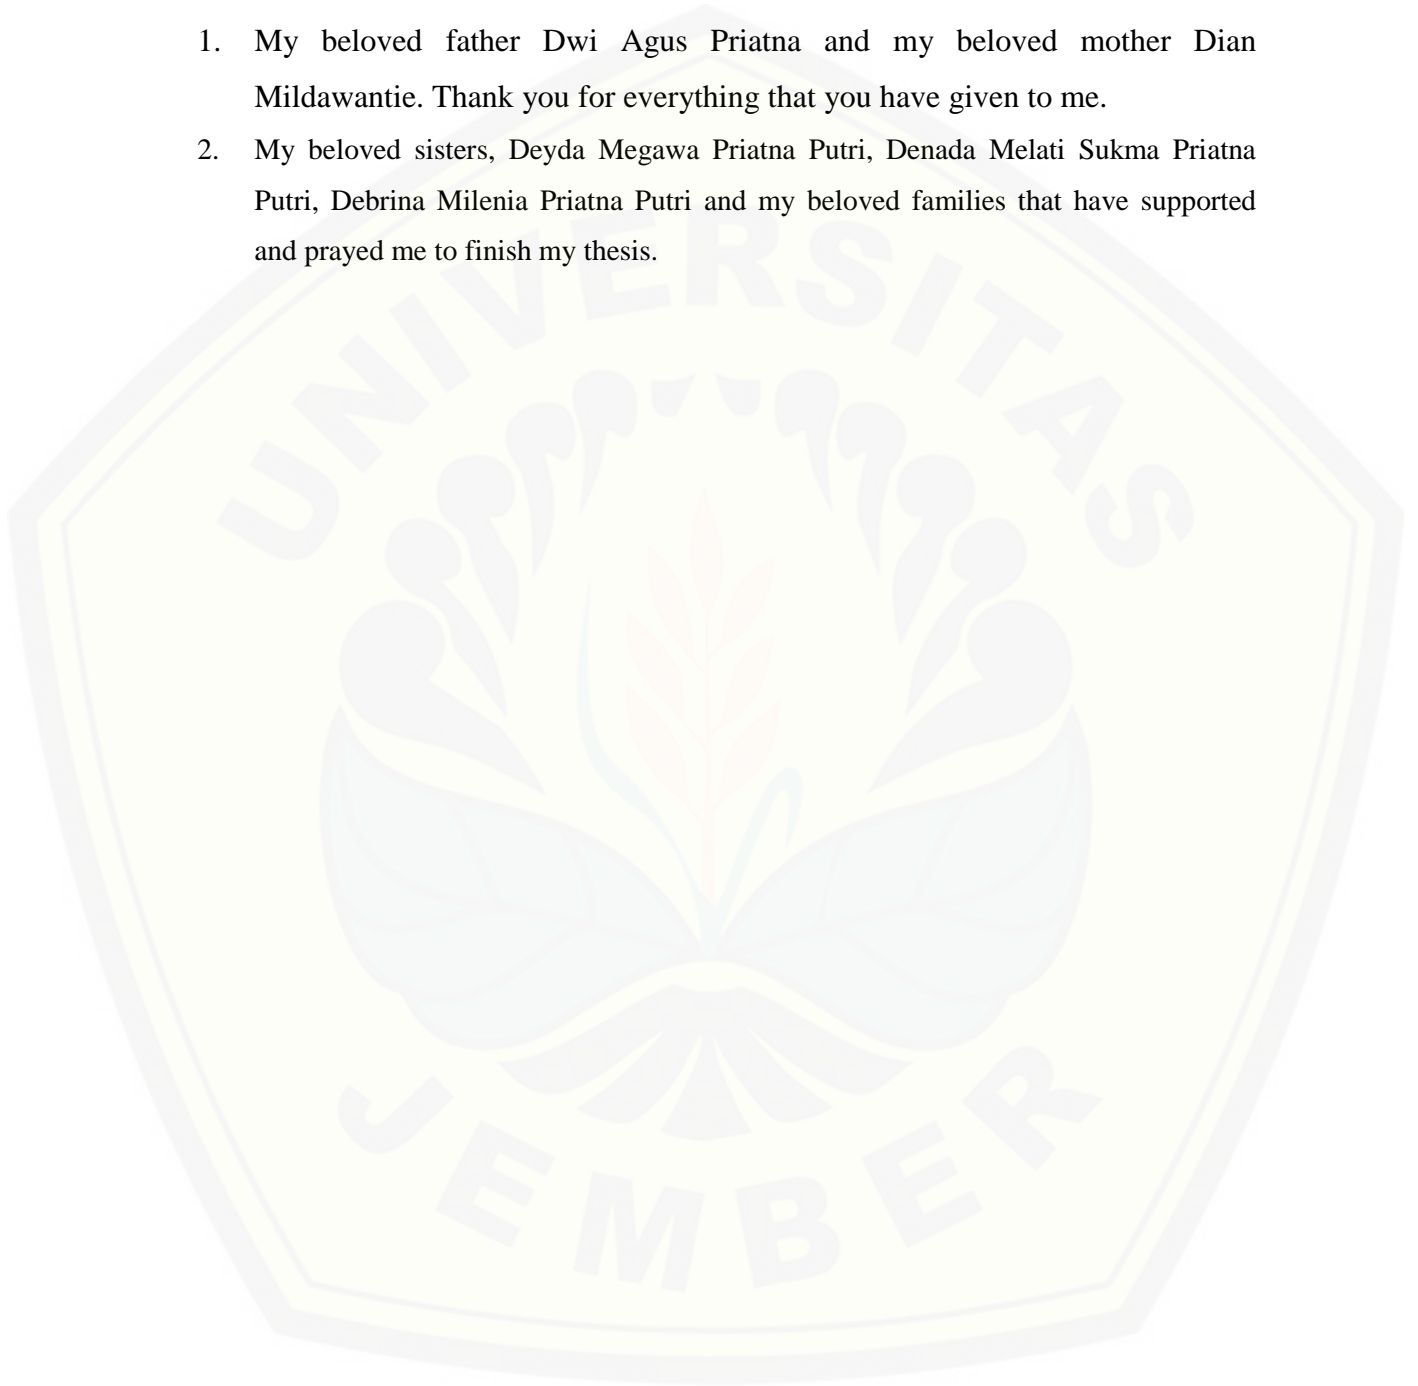 1. My beloved father Dwi Agus Priatna and my beloved mother Dian
Mildawantie. Thank you for everything that you have given to me.
2. My beloved sisters, Deyda Megawa Priatna Putri, Denada Melati Sukma Priatna
Putri, Debrina Milenia Priatna Putri and my beloved families that have supported
and prayed me to finish my thesis.
UNIVERSITAS
JEMBER